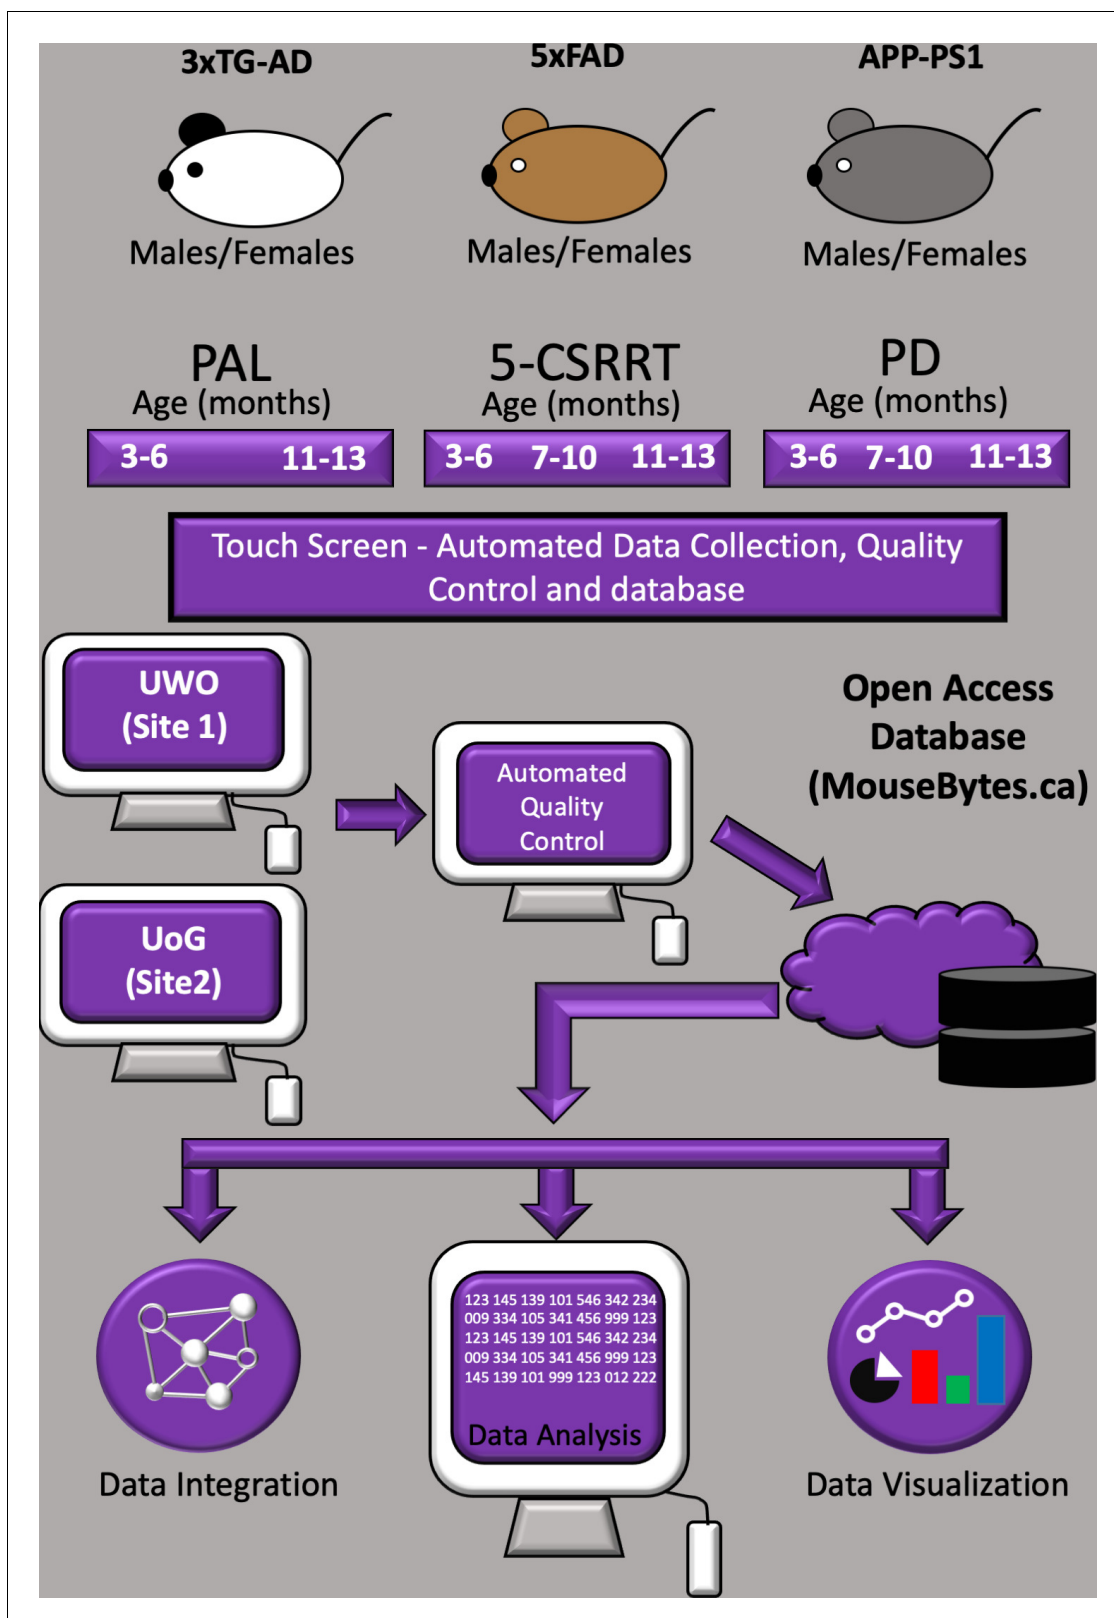 3xTG-AD 5xFAD APP-PS1
Males/Females Males/Females Males/Females
PAL 5-CSRRT PD
Age (months) Age (months) Age (months)
3-6 11-13 3-6 7-10 11-13 3-6 7-10 11-13
Touch Screen - Automated Data Collection, Quality
Control and database
UWO
(Site 1)
Open Access
Database
(MouseBytes.ca)
Automated
Quality
Control
UoG
(Site2)
123 145 139 101 546 342 234
009 334 105 341 456 999 123
123 145 139 101 546 342 234
009 334 105 341 456 999 123
145 139 101 999 123 012 222
Data Analysis
Data Integration
Data Visualization